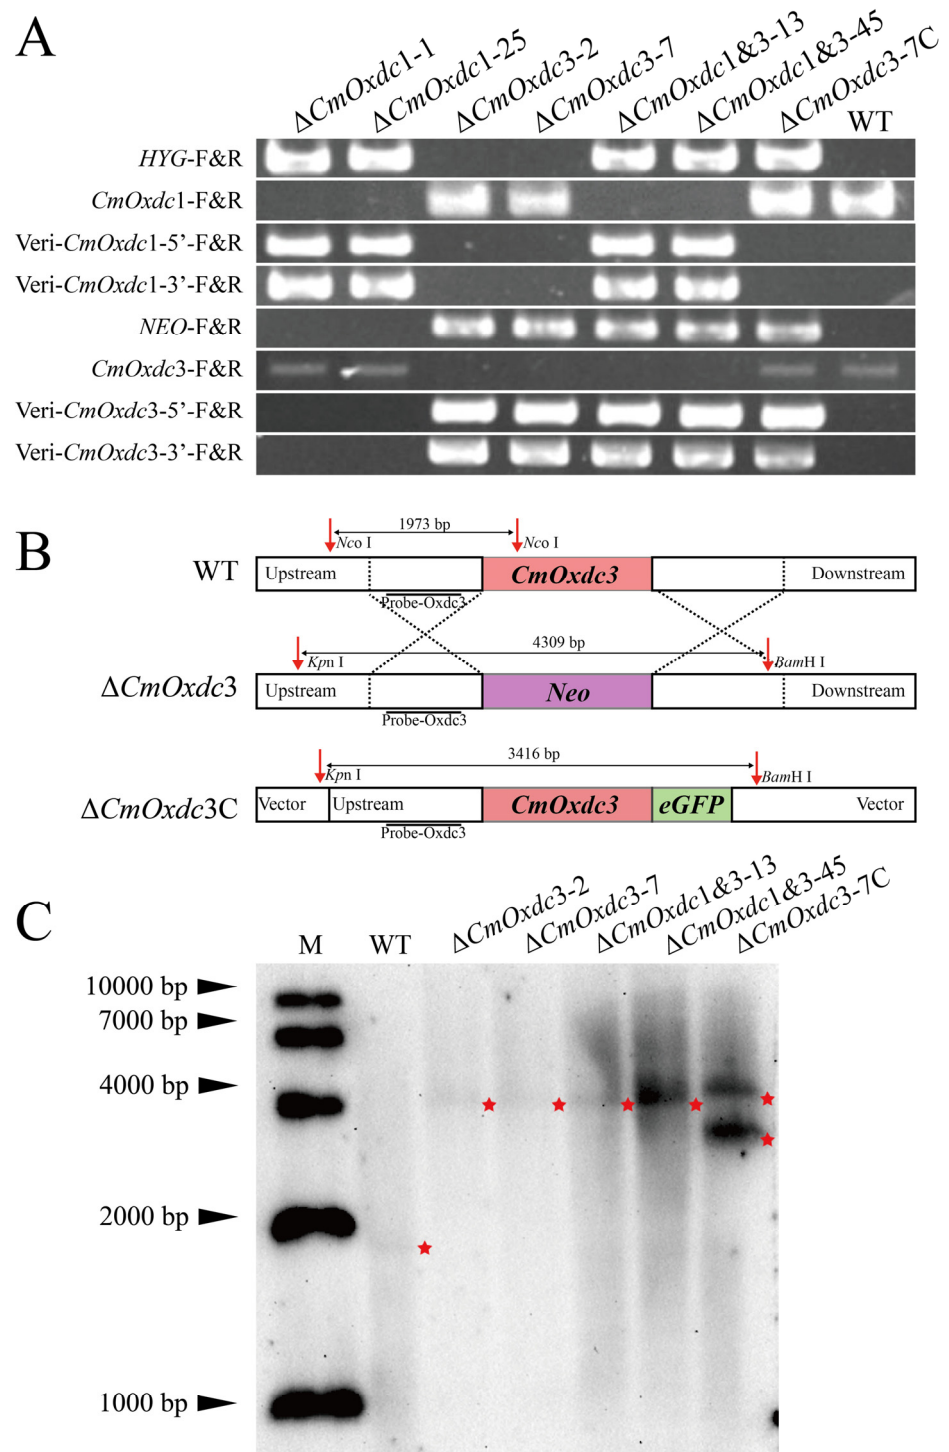 A
ΔCmOxdc1-1 ΔCmOxdc1-25 ΔCmOxdc3-2 ΔCmOxdc3-7 ΔCmOxdc1&3-13 ΔCmOxdc1&3-45 ΔCmOxdc3-7C WT
HYG-F&R
CmOxdc1-F&R
Veri-CmOxdc1-5’-F&R
Veri-CmOxdc1-3’-F&R
NEO-F&R
CmOxdc3-F&R
Veri-CmOxdc3-5’-F&R
Veri-CmOxdc3-3’-F&R
B
1973 bp
Nco I Nco I
WT Upstream CmOxdc3 Downstream
Probe-Oxdc3
4309 bp
Kpn I BamH I
ΔCmOxdc3 Upstream Neo Downstream
Probe-Oxdc3
3416 bp
Kpn I BamH I
ΔCmOxdc3C Vector Upstream CmOxdc3 eGFP Vector
Probe-Oxdc3
C
M WT ΔCmOxdc3-2 ΔCmOxdc3-7 ΔCmOxdc1&3-13 ΔCmOxdc1&3-45 ΔCmOxdc3-7C
10000 bp
7000 bp
4000 bp
2000 bp
1000 bp